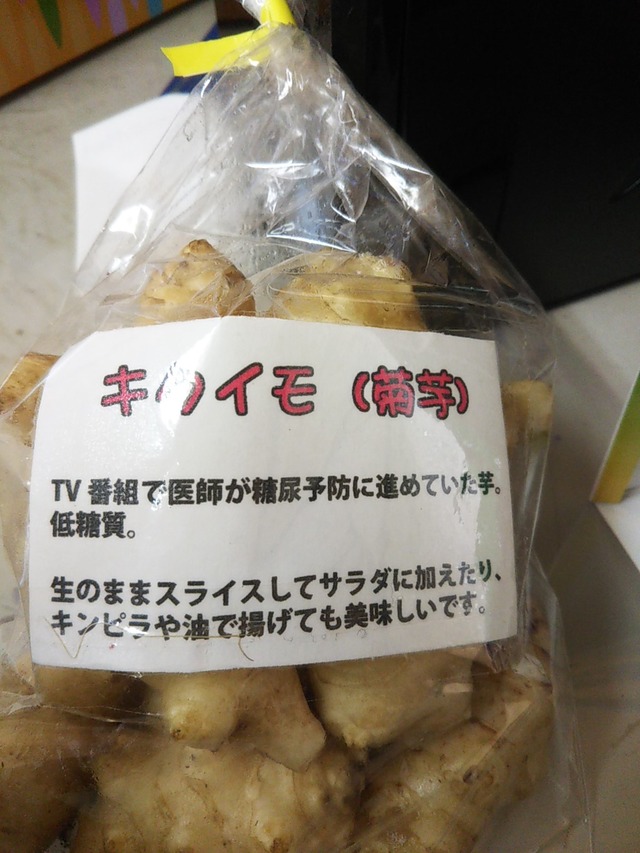 キクイモ（菊芋）
TV 番組で医師が糖尿予防に進めていた芋。
低糖質。
生のままスライスしてサラダに加えたり、
キンピラや油で揚げても美味しいです。